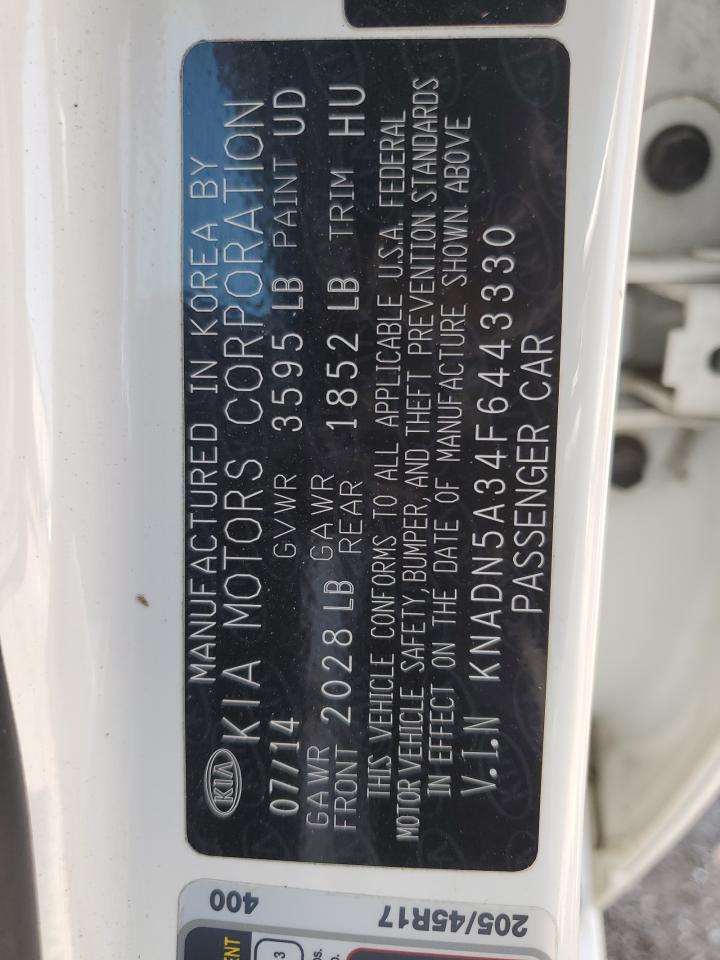 MANUFACTURED IN KOREA BY
KIA KIA MOTORS CORPORATION
07/14 GVWR 3595 LB PAINT UD
GAWR FRONT 2028 LB GAWR REAR 1852 LB TRIM HU
THIS VEHICLE CONFORMS TO ALL APPLICABLE U.S.A. FEDERAL
MOTOR VEHICLE SAFETY, BUMPER, AND THEFT PREVENTION STANDARDS
IN EFFECT ON THE DATE OF MANUFACTURE SHOWN ABOVE
V.I.N KNADN5A34F6443330
PASSENGER CAR
400
205/45R17
3